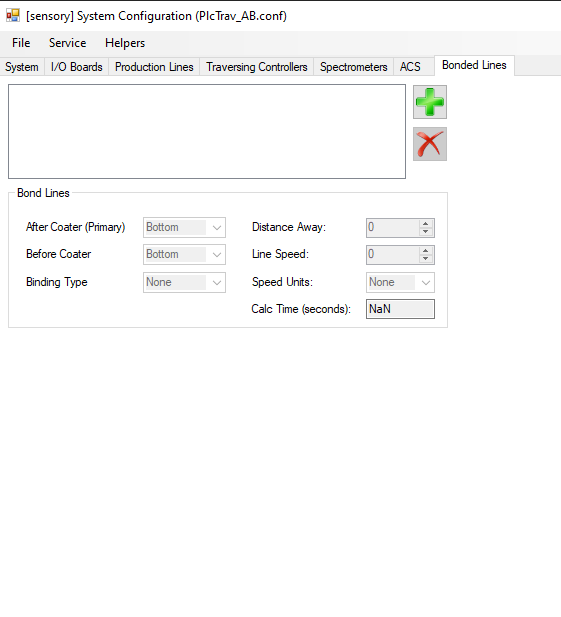 [sensory] System Configuration (PlcTrav_AB.conf)
File Service Helpers
System I/O Boards Production Lines Traversing Controllers Spectrometers ACS Bonded Lines
Bond Lines
After Coater (Primary) Bottom Distance Away: 0
Before Coater Bottom Line Speed: 0
Binding Type None Speed Units: None
Calc Time (seconds): NaN